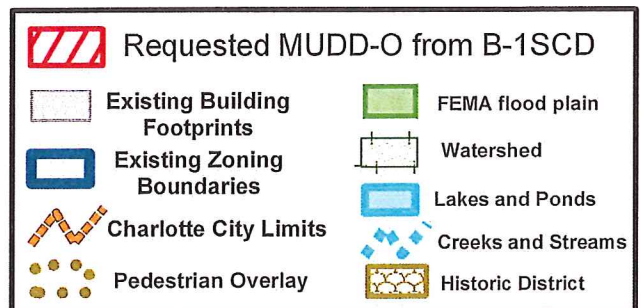 Requested MUDD-O from B-1SCD
Existing Building
Footprints
Existing Zoning
Boundaries
Charlotte City Limits
Pedestrian Overlay
FEMA flood plain
Watershed
Lakes and Ponds
Creeks and Streams
Historic District